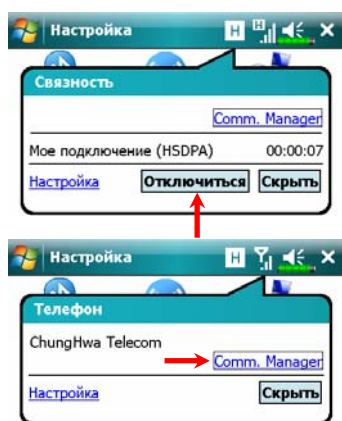 Настройка H H
Связность
Comm. Manager
Мое подключение (HSDPA) 00:00:07
Настройка Отключиться Скрыть
Настройка H
Телефон
ChungHwa Telecom
Comm. Manager
Настройка Скрыть